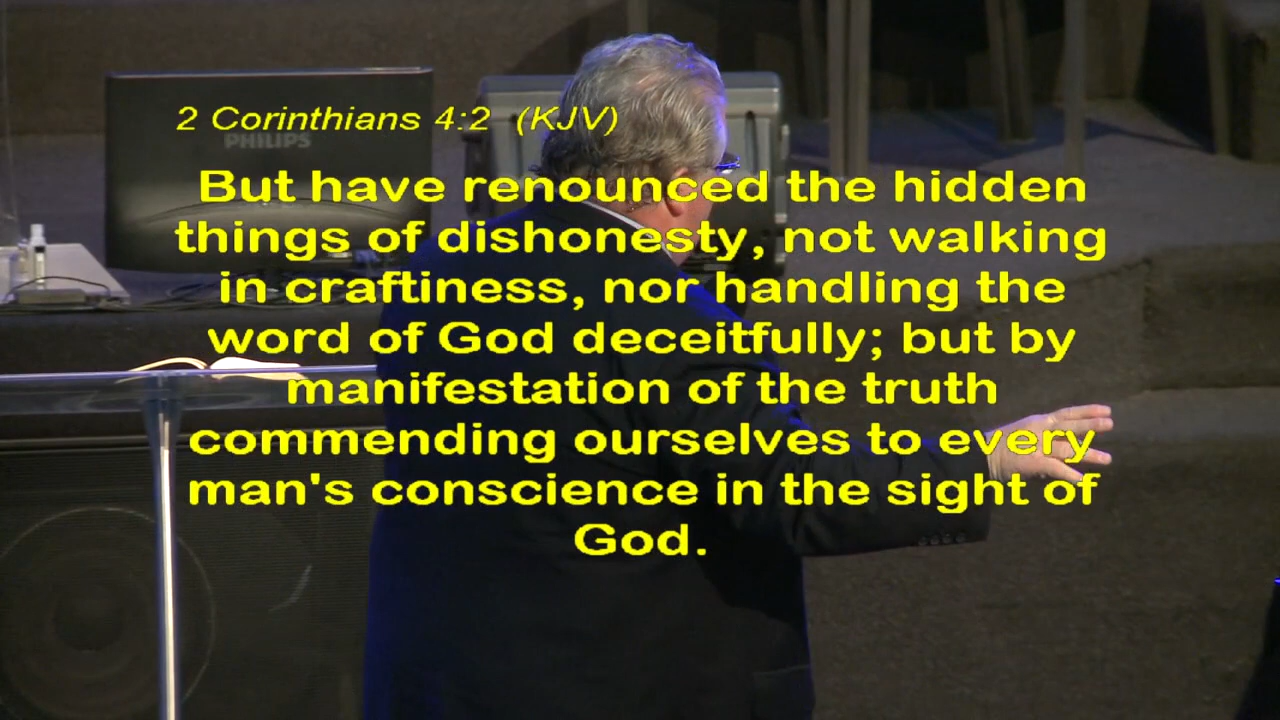 2 Corinthians 4:2 (KJV)
PHILIPS
But have renounced the hidden
things of dishonesty, not walking
in craftiness, nor handling the
word of God deceitfully; but by
manifestation of the truth
commending ourselves to every
man's conscience in the sight of
God.